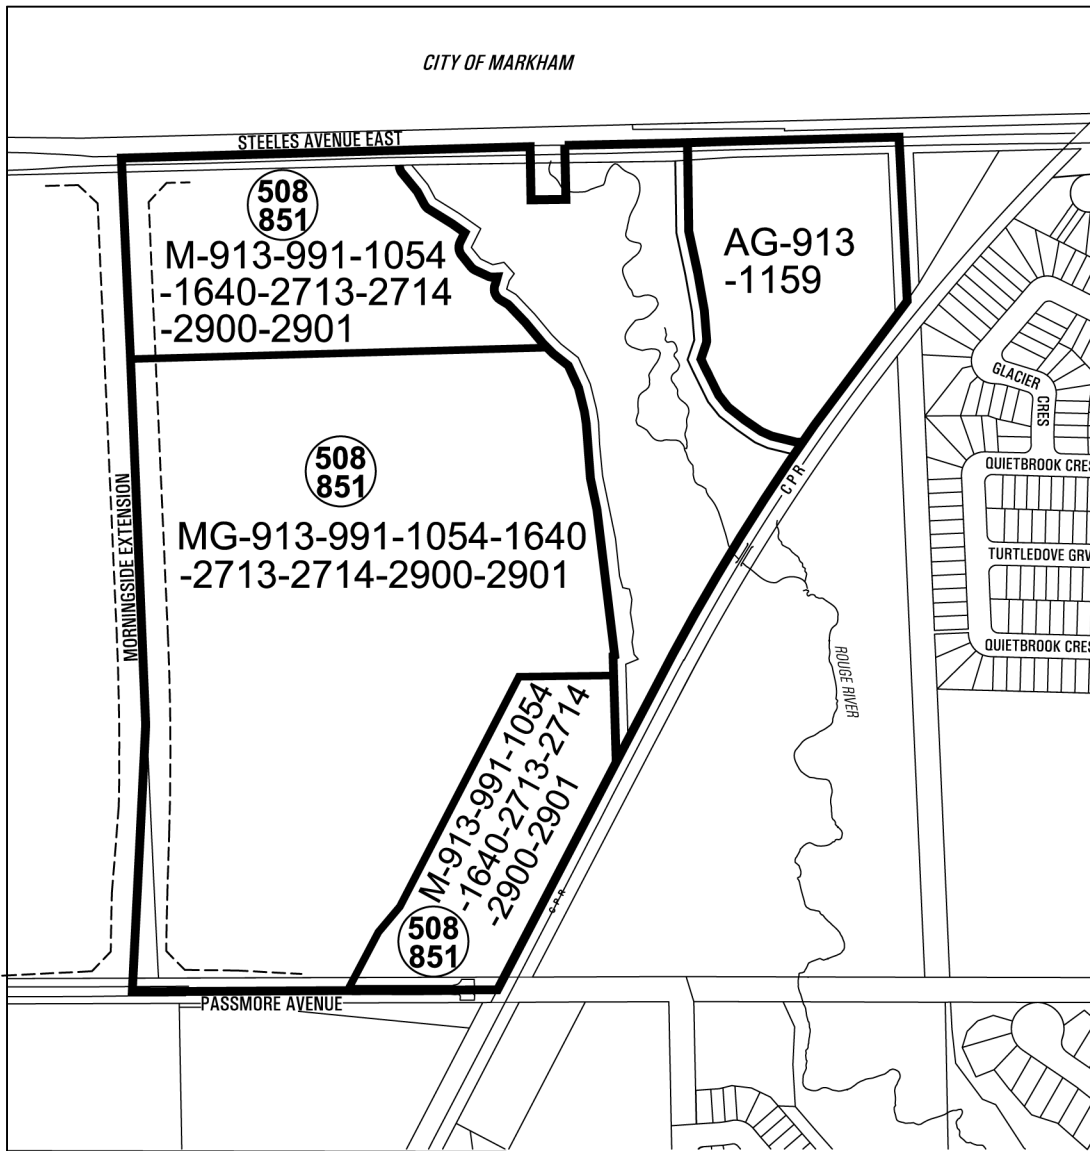 CITY OF MARKHAM
STEELES AVENUE EAST
508
851
M-913-991-1054
-1640-2713-2714
-2900-2901
AG-913
-1159
GLACIER
CRES
508
851
MG-913-991-1054-1640
-2713-2714-2900-2901
MORNINGSIDE EXTENSION
CPR
QUIETBROOK CRES
TURTLEDOVE GRV
QUIETBROOK CRES
ROUGE RIVER
M-913-991-1054
-1640-2713-2714
-2900-2901
CPR
508
851
PASSMORE AVENUE